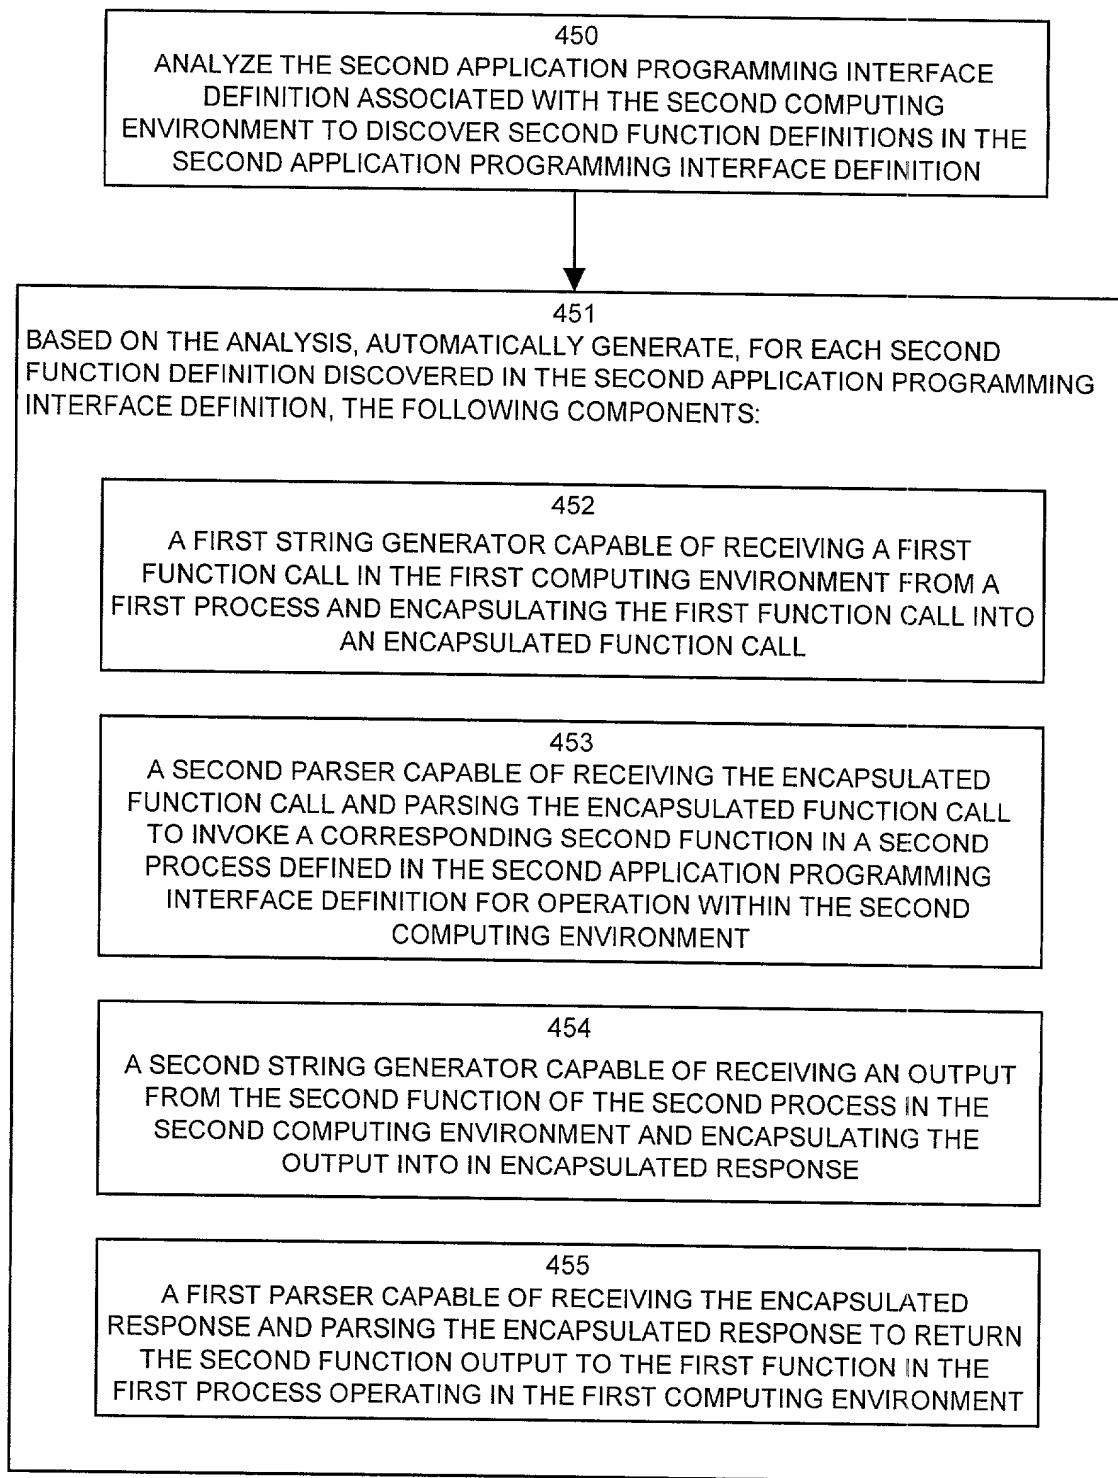 450
ANALYZE THE SECOND APPLICATION PROGRAMMING INTERFACE
DEFINITION ASSOCIATED WITH THE SECOND COMPUTING
ENVIRONMENT TO DISCOVER SECOND FUNCTION DEFINITIONS IN THE
SECOND APPLICATION PROGRAMMING INTERFACE DEFINITION
451
BASED ON THE ANALYSIS, AUTOMATICALLY GENERATE, FOR EACH SECOND
FUNCTION DEFINITION DISCOVERED IN THE SECOND APPLICATION PROGRAMMING
INTERFACE DEFINITION, THE FOLLOWING COMPONENTS:
452
A FIRST STRING GENERATOR CAPABLE OF RECEIVING A FIRST
FUNCTION CALL IN THE FIRST COMPUTING ENVIRONMENT FROM A
FIRST PROCESS AND ENCAPSULATING THE FIRST FUNCTION CALL INTO
AN ENCAPSULATED FUNCTION CALL
453
A SECOND PARSER CAPABLE OF RECEIVING THE ENCAPSULATED
FUNCTION CALL AND PARSING THE ENCAPSULATED FUNCTION CALL
TO INVOKE A CORRESPONDING SECOND FUNCTION IN A SECOND
PROCESS DEFINED IN THE SECOND APPLICATION PROGRAMMING
INTERFACE DEFINITION FOR OPERATION WITHIN THE SECOND
COMPUTING ENVIRONMENT
454
A SECOND STRING GENERATOR CAPABLE OF RECEIVING AN OUTPUT
FROM THE SECOND FUNCTION OF THE SECOND PROCESS IN THE
SECOND COMPUTING ENVIRONMENT AND ENCAPSULATING THE
OUTPUT INTO IN ENCAPSULATED RESPONSE
455
A FIRST PARSER CAPABLE OF RECEIVING THE ENCAPSULATED
RESPONSE AND PARSING THE ENCAPSULATED RESPONSE TO RETURN
THE SECOND FUNCTION OUTPUT TO THE FIRST FUNCTION IN THE
FIRST PROCESS OPERATING IN THE FIRST COMPUTING ENVIRONMENT